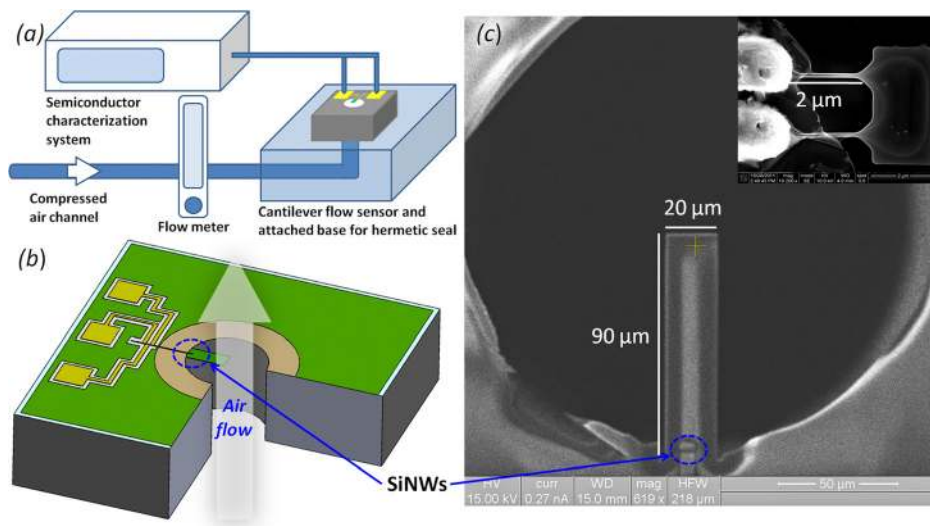 (a)
Semiconductor
characterization
system
Compressed
air channel
Flow meter
Cantilever flow sensor and
attached base for hermetic seal
(b)
Air
flow
SiNWs
(c)
2 μm
20 μm
90 μm
HV curr WD mag HFW
15.00 kV 0.27 nA 15.0 mm 619 x 218 μm
50 μm